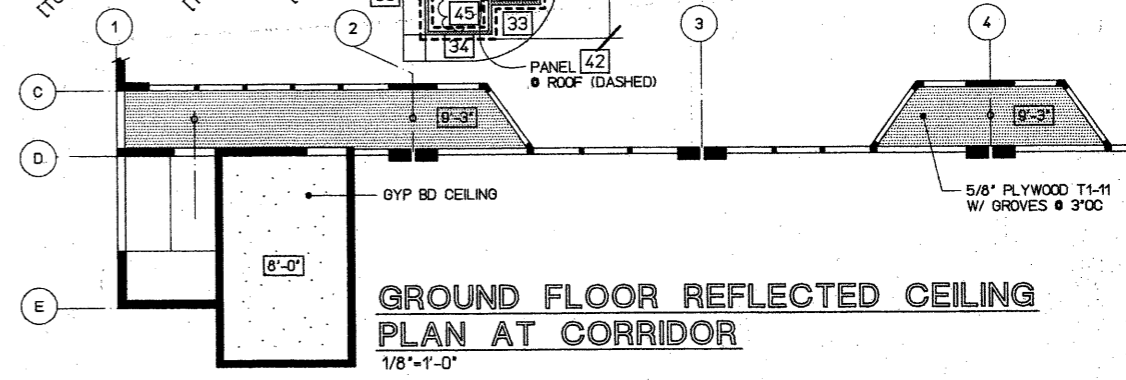 1
2
45
33
34
3
4
PANEL 42
@ ROOF (DASHED)
C
9'-3"
9'-3"
D
GYP BD CEILING
5/8" PLYWOOD T1-11
W/ GROVES @ 3"OC
8'-0"
E
GROUND FLOOR REFLECTED CEILING
PLAN AT CORRIDOR
1/8"=1'-0"